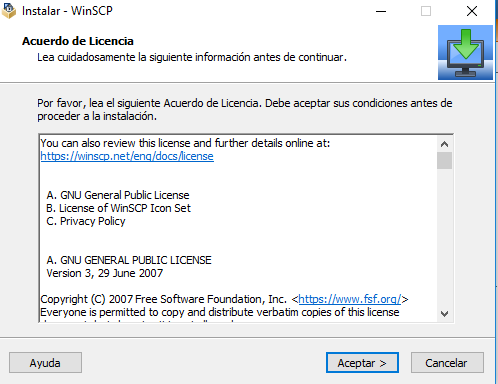 Instalar - WinSCP
Acuerdo de Licencia
Lea cuidadosamente la siguiente información antes de continuar.
Por favor, lea el siguiente Acuerdo de Licencia. Debe aceptar sus condiciones antes de
proceder a la instalación.
You can also review this license and further details online at:
https://winscp.net/eng/docs/license
A. GNU General Public License
B. License of WinSCP Icon Set
C. Privacy Policy
A. GNU GENERAL PUBLIC LICENSE
Version 3, 29 June 2007
Copyright (C) 2007 Free Software Foundation, Inc. <https://www.fsf.org/>
Everyone is permitted to copy and distribute verbatim copies of this license
Ayuda
Aceptar >
Cancelar